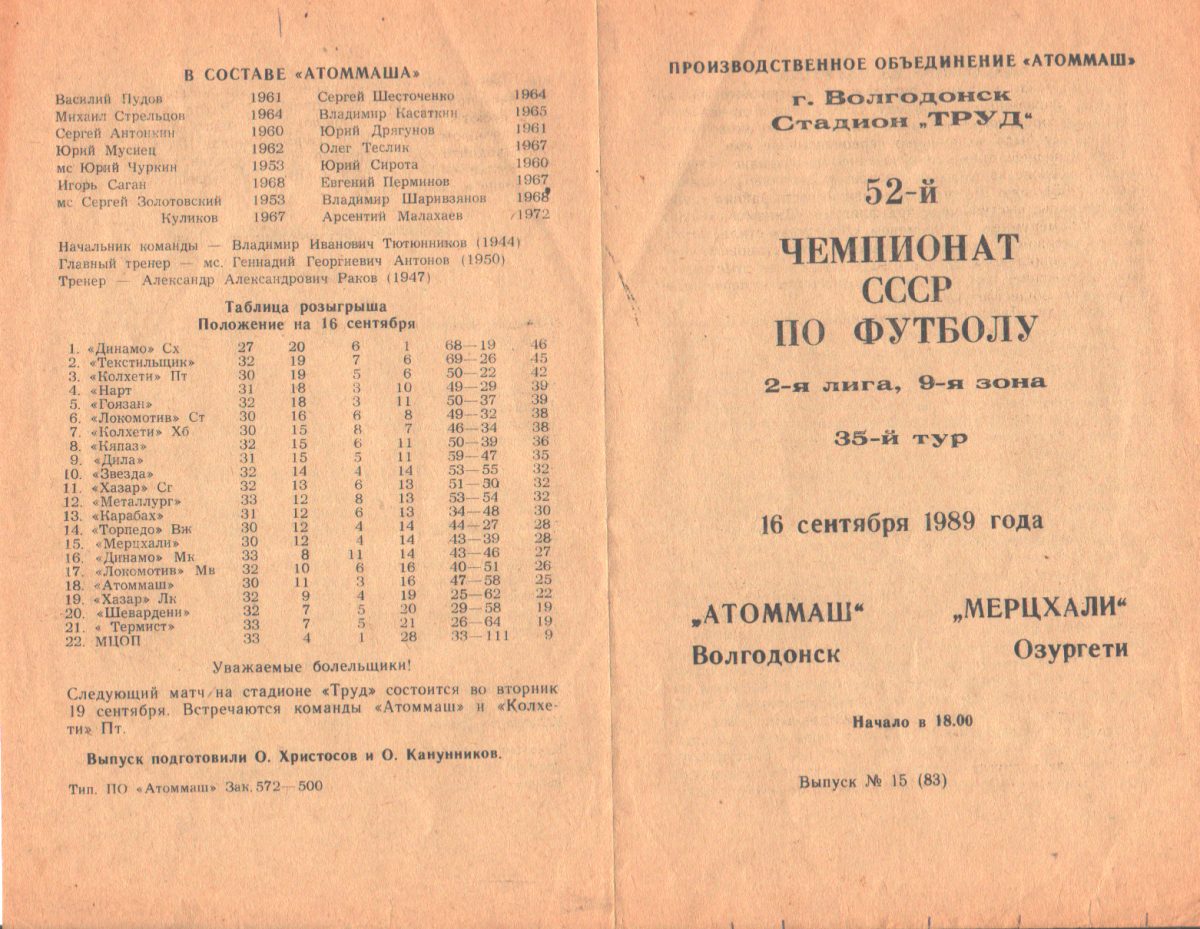 В СОСТАВЕ «АТОММАША»
Василий Пудов 1961 Сергей Шесточенко 1964
Михаил Стрельцов 1964 Владимир Касаткин 1965
Сергей Антонкин 1960 Юрий Дрягунов 1961
Юрий Мусиец 1962 Олег Теслик 1967
мс Юрий Чуркин 1953 Юрий Сирота 1960
Игорь Саган 1968 Евгений Перминов 1967
мс Сергей Золотовский 1953 Владимир Шаривзянов 1968
Куликов 1967 Арсентий Малахаев 1972
Начальник команды — Владимир Иванович Тютюнников (1944)
Главный тренер — мс. Геннадий Георгиевич Антонов (1950)
Тренер — Александр Александрович Раков (1947)
Таблица розыгрыша
Положение на 16 сентября
1. «Динамо» Сх 27 20 6 1 68—19 46
2. «Текстильщик» 32 19 7 6 69—26 45
3. «Колхети» Пт 30 19 5 6 50—22 42
4. «Нарт 31 18 3 10 49—29 39
5. «Гоязан» 32 18 3 11 50—37 39
6. «Локомотив» Ст 30 16 6 8 49—32 38
7. «Колхети» Хб 30 15 8 7 46—34 38
8. «Кяпаз» 32 15 6 11 50—39 36
9. «Дила» 31 15 5 11 59—47 35
10. «Звезда» 32 14 4 14 53—55 32
11. «Хазар» Сг 32 13 6 13 51—50 32
12. «Металлург» 33 12 8 13 53—54 32
13. «Карабах» 31 12 6 13 34—48 30
14. «Торпедо» Вж 30 12 4 14 44—27 28
15. «Мерцхали» 30 12 4 14 43—39 28
16. «Динамо» Мк 33 8 11 14 43—46 27
17. «Локомотив» Мв 32 10 6 16 40—51 26
18. «Атоммаш» 30 11 3 16 47—58 25
19. «Хазар» Лк 32 9 4 19 25—62 22
20. «Шевардени» 32 7 5 20 29—58 19
21. « Термист» 33 7 5 21 26—64 19
22. МЦОП 33 4 1 28 33—111 9
Уважаемые болельщики!
Следующий матч на стадионе «Труд» состоится во вторник
19 сентября. Встречаются команды «Атоммаш» и «Колхе-
ти» Пт.
Выпуск подготовили О. Христосов и О. Канунников.
Тип. ПО «Атоммаш» Зак. 572—500
ПРОИЗВОДСТВЕННОЕ ОБЪЕДИНЕНИЕ «АТОММАШ»
г. Волгодонск
Стадион „ТРУД“
52-й
ЧЕМПИОНАТ
СССР
ПО ФУТБОЛУ
2-я лига, 9-я зона
35-й тур
16 сентября 1989 года
„АТОММАШ“ „МЕРЦХАЛИ“
Волгодонск Озургети
Начало в 18.00
Выпуск № 15 (83)